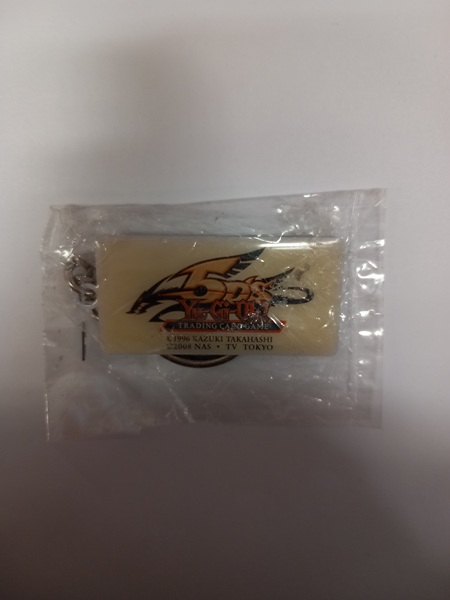 5D's
YU-GI-OH!
TRADING CARD GAME
©1996 KAZUKI TAKAHASHI
©2008 NAS • TV TOKYO